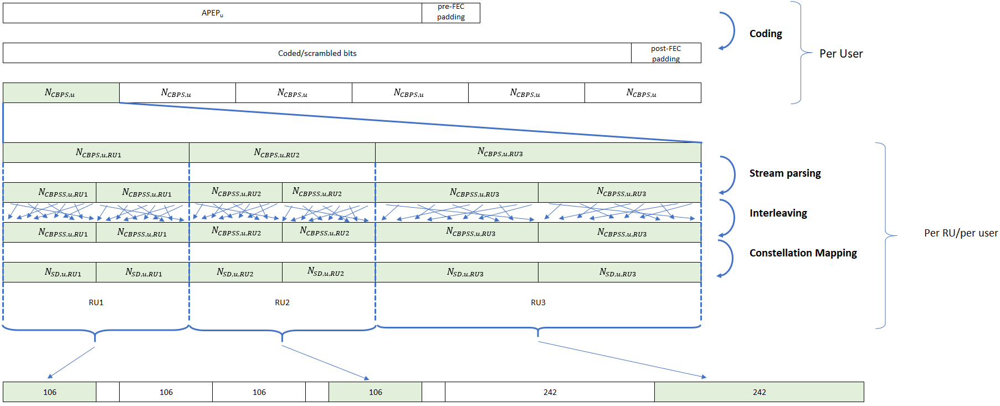 APEPu
pre-FEC
padding
Coding
Coded/scrambled bits
post-FEC
padding
Per User
N_CBPS,u N_CBPS,u N_CBPS,u N_CBPS,u N_CBPS,u N_CBPS,u
N_CBPS,u,RU1 N_CBPS,u,RU2 N_CBPS,u,RU3
Stream parsing
N_CBPSS,u,RU1 N_CBPSS,u,RU1 N_CBPSS,u,RU2 N_CBPSS,u,RU2 N_CBPSS,u,RU3 N_CBPSS,u,RU3
Interleaving
N_CBPSS,u,RU1 N_CBPSS,u,RU1 N_CBPSS,u,RU2 N_CBPSS,u,RU2 N_CBPSS,u,RU3 N_CBPSS,u,RU3
Per RU/per user
Constellation Mapping
N_SD,u,RU1 N_SD,u,RU1 N_SD,u,RU2 N_SD,u,RU2 N_SD,u,RU3 N_SD,u,RU3
RU1 RU2 RU3
106 106 106 106 242 242